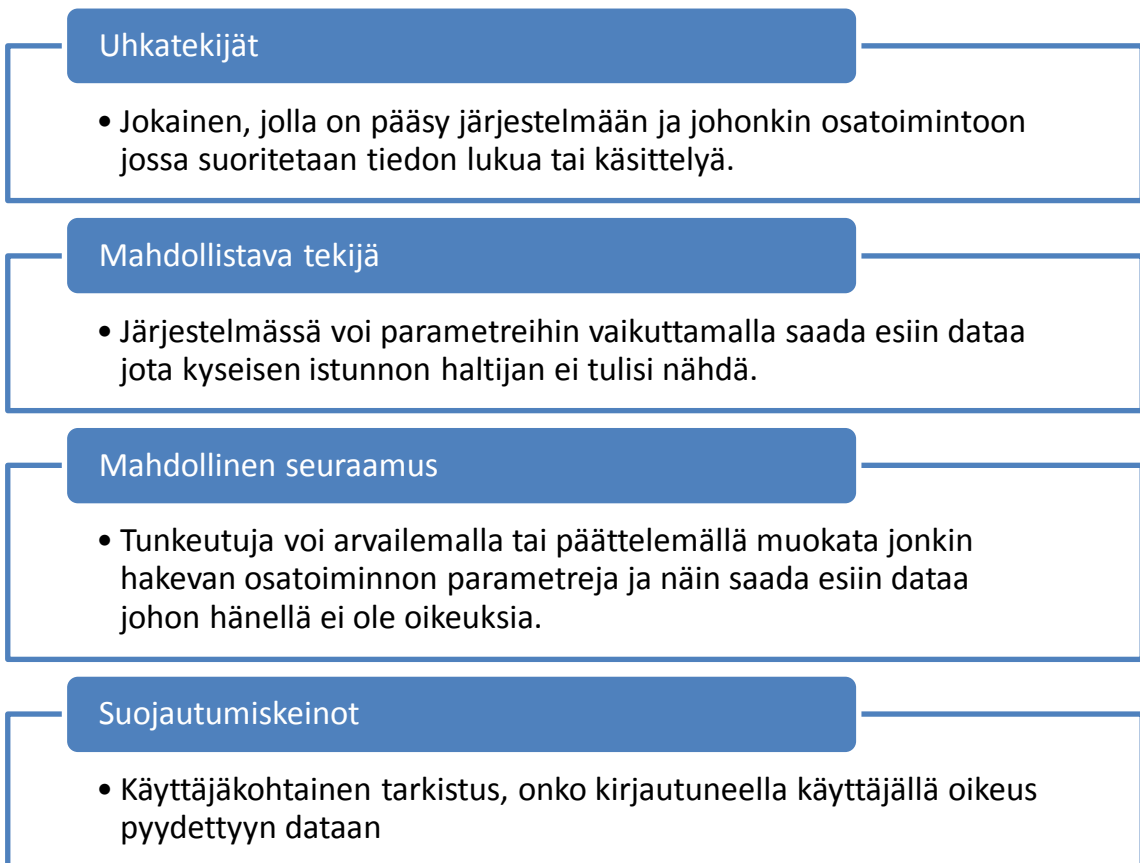 Uhkatekijät
• Jokainen, jolla on pääsy järjestelmään ja johonkin osatoimintoon
jossa suoritetaan tiedon lukua tai käsittelyä.
Mahdollistava tekijä
• Järjestelmässä voi parametreihin vaikuttamalla saada esiin dataa
jota kyseisen istunnon haltijan ei tulisi nähdä.
Mahdollinen seuraamus
• Tunkeutuja voi arvailemalla tai päättelemällä muokata jonkin
hakevan osatoiminnon parametreja ja näin saada esiin dataa
johon hänellä ei ole oikeuksia.
Suojautumiskeinot
• Käyttäjäkohtainen tarkistus, onko kirjautuneella käyttäjällä oikeus
pyydettyyn dataan